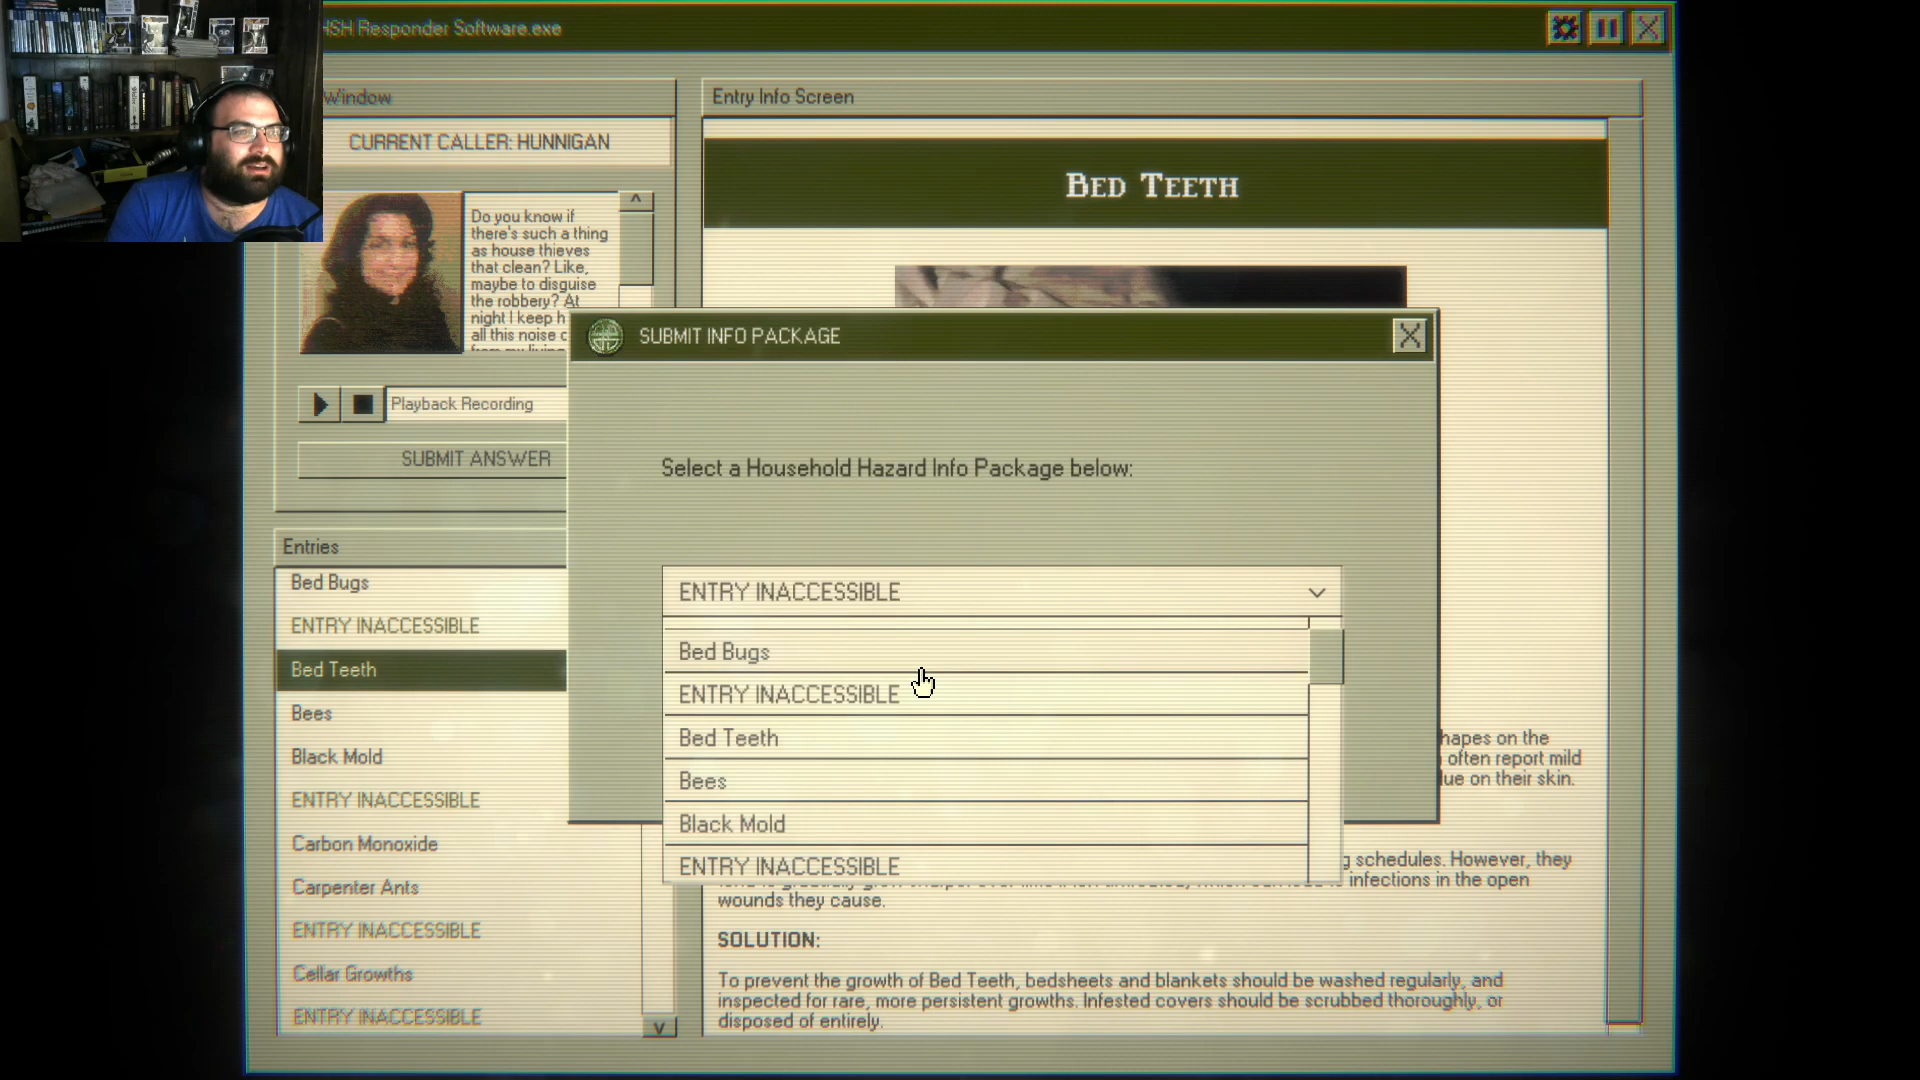 HSH Responder Software.exe
Window
CURRENT CALLER: HUNNIGAN
Do you know if
there's such a thing
as house thieves
that clean? Like,
maybe to disguise
the robbery? At
night I keep h
all this noise
Playback Recording
SUBMIT ANSWER
Entries
Bed Bugs
ENTRY INACCESSIBLE
Bed Teeth
Bees
Black Mold
ENTRY INACCESSIBLE
Carbon Monoxide
Carpenter Ants
ENTRY INACCESSIBLE
Cellar Growths
ENTRY INACCESSIBLE
Entry Info Screen
BED TEETH
SUBMIT INFO PACKAGE
Select a Household Hazard Info Package below:
ENTRY INACCESSIBLE
Bed Bugs
ENTRY INACCESSIBLE
Bed Teeth
Bees
Black Mold
ENTRY INACCESSIBLE
hapes on the
often report mild
ue on their skin.
g schedules. However, they
infections in the open
wounds they cause.
SOLUTION:
To prevent the growth of Bed Teeth, bedsheets and blankets should be washed regularly, and
inspected for rare, more persistent growths. Infested covers should be scrubbed thoroughly, or
disposed of entirely.